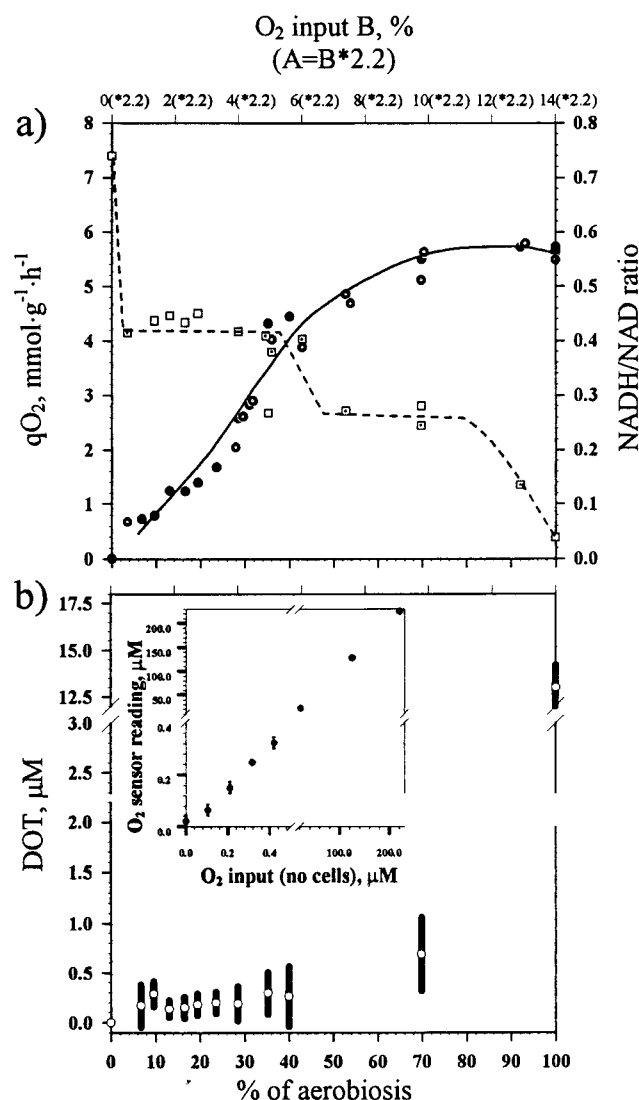 O₂ input B, %
(A=B*2.2)
0(*2.2) 2(*2.2) 4(*2.2) 6(*2.2) 8(*2.2) 10(*2.2) 12(*2.2) 14(*2.2)
a)
8
7
6
5
4
3
2
1
0
qO₂, mmol·g⁻¹·h⁻¹
0.8
0.7
0.6
0.5
0.4
0.3
0.2
0.1
0.0
NADH/NAD ratio
b)
17.5
15.0
12.5
3.0
2.5
2.0
1.5
1.0
0.5
0.0
DOT, μM
200.0
150.0
100.0
50.0
0.4
0.2
0.0
O₂ sensor reading, μM
0.0 0.2 0.4 100.0 200.0
O₂ input (no cells), μM
0 10 20 30 40 50 60 70 80 90 100
% of aerobiosis